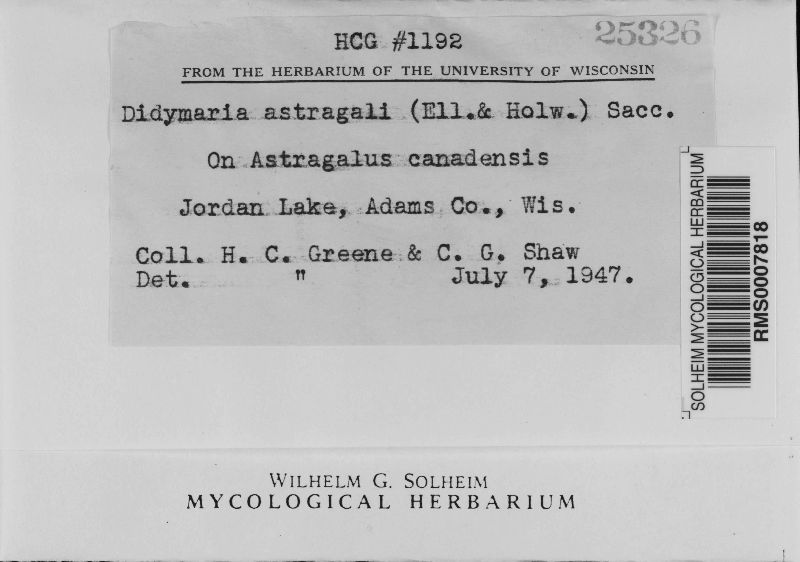 HCG #1192
25326
FROM THE HERBARIUM OF THE UNIVERSITY OF WISCONSIN
Didymaria astragali (Ell.& Holw.) Sacc.
On Astragalus canadensis
Jordan Lake, Adams Co., Wis.
Coll. H. C. Greene & C. G. Shaw
Det. " July 7, 1947.
SOLHEIM MYCOLOGICAL HERBARIUM
RMS0007818
WILHELM G. SOLHEIM
MYCOLOGICAL HERBARIUM